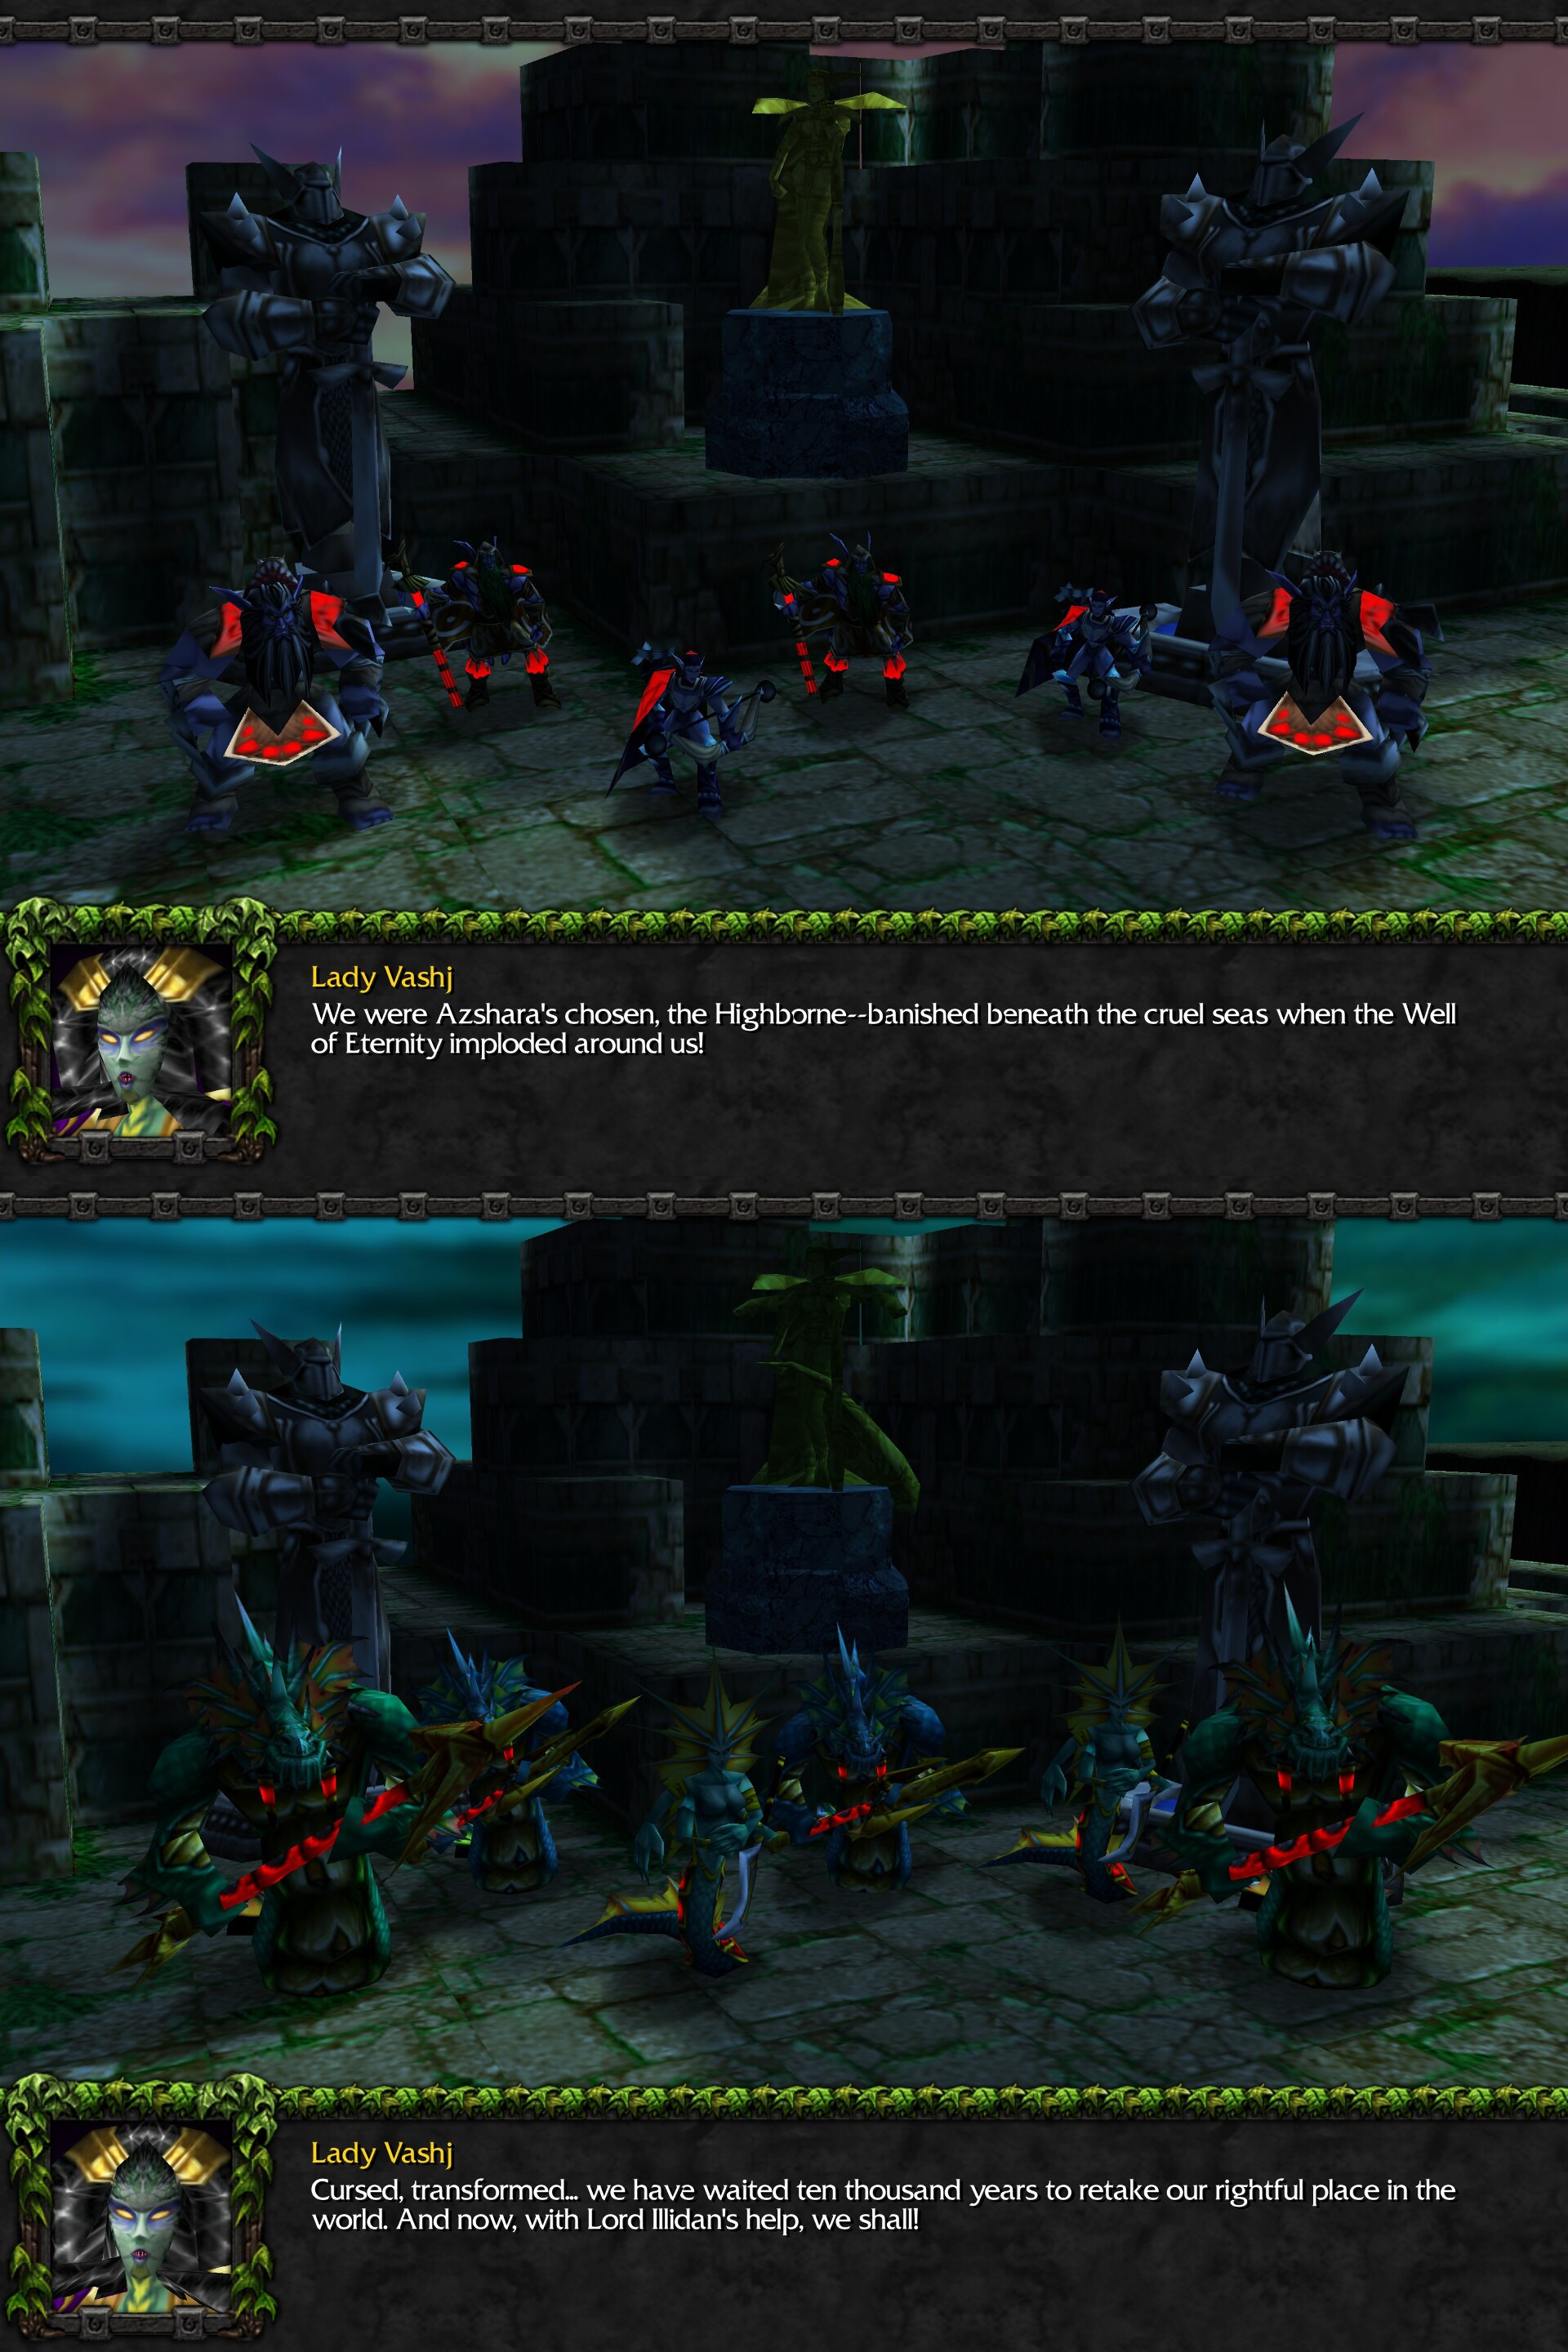 Lady Vashj
We were Azshara's chosen, the Highborne--banished beneath the cruel seas when the Well
of Eternity imploded around us!
Lady Vashj
Cursed, transformed... we have waited ten thousand years to retake our rightful place in the
world. And now, with Lord Illidan's help, we shall!